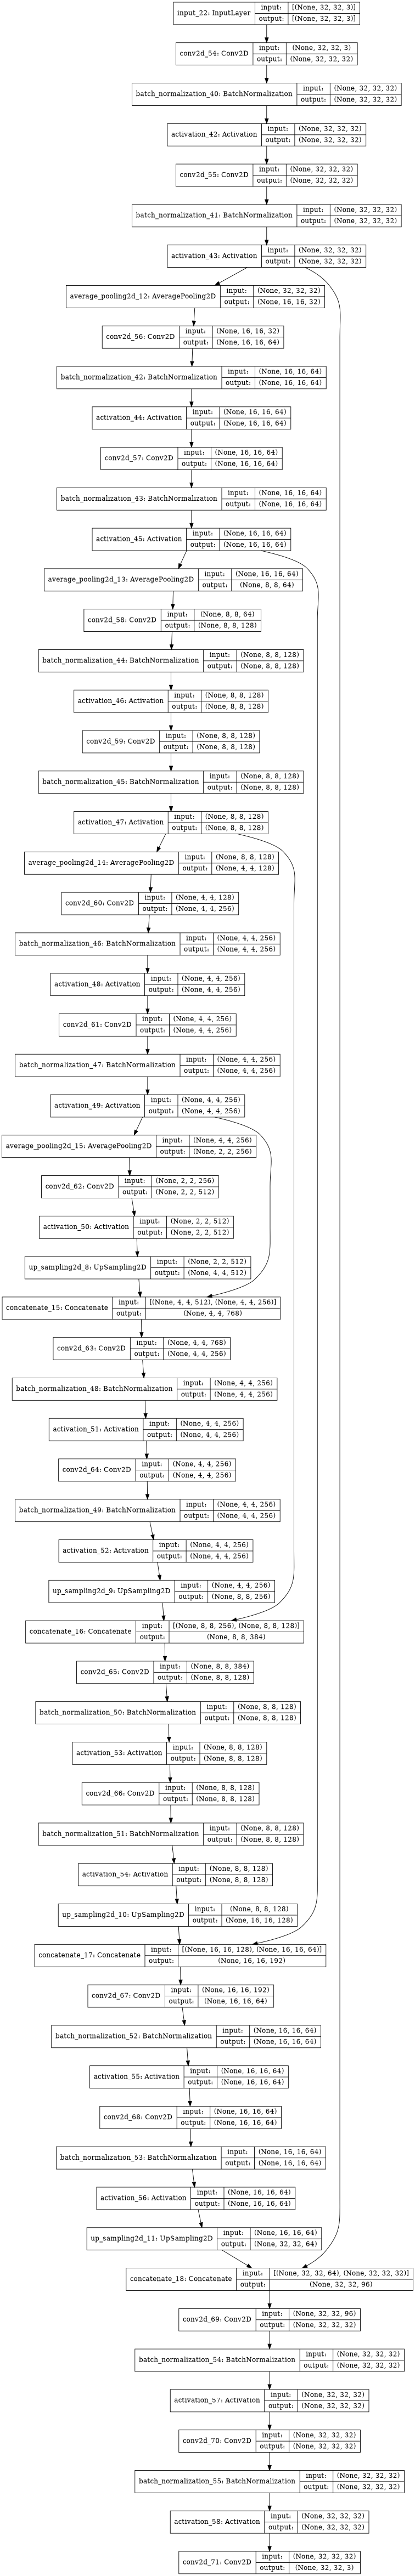 input_22: InputLayer input: [(None, 32, 32, 3)]
output: [(None, 32, 32, 3)]
conv2d_54: Conv2D input: (None, 32, 32, 3)
output: (None, 32, 32, 32)
batch_normalization_40: BatchNormalization input: (None, 32, 32, 32)
output: (None, 32, 32, 32)
activation_42: Activation input: (None, 32, 32, 32)
output: (None, 32, 32, 32)
conv2d_55: Conv2D input: (None, 32, 32, 32)
output: (None, 32, 32, 32)
batch_normalization_41: BatchNormalization input: (None, 32, 32, 32)
output: (None, 32, 32, 32)
activation_43: Activation input: (None, 32, 32, 32)
output: (None, 32, 32, 32)
average_pooling2d_12: AveragePooling2D input: (None, 32, 32, 32)
output: (None, 16, 16, 32)
conv2d_56: Conv2D input: (None, 16, 16, 32)
output: (None, 16, 16, 64)
batch_normalization_42: BatchNormalization input: (None, 16, 16, 64)
output: (None, 16, 16, 64)
activation_44: Activation input: (None, 16, 16, 64)
output: (None, 16, 16, 64)
conv2d_57: Conv2D input: (None, 16, 16, 64)
output: (None, 16, 16, 64)
batch_normalization_43: BatchNormalization input: (None, 16, 16, 64)
output: (None, 16, 16, 64)
activation_45: Activation input: (None, 16, 16, 64)
output: (None, 16, 16, 64)
average_pooling2d_13: AveragePooling2D input: (None, 16, 16, 64)
output: (None, 8, 8, 64)
conv2d_58: Conv2D input: (None, 8, 8, 64)
output: (None, 8, 8, 128)
batch_normalization_44: BatchNormalization input: (None, 8, 8, 128)
output: (None, 8, 8, 128)
activation_46: Activation input: (None, 8, 8, 128)
output: (None, 8, 8, 128)
conv2d_59: Conv2D input: (None, 8, 8, 128)
output: (None, 8, 8, 128)
batch_normalization_45: BatchNormalization input: (None, 8, 8, 128)
output: (None, 8, 8, 128)
activation_47: Activation input: (None, 8, 8, 128)
output: (None, 8, 8, 128)
average_pooling2d_14: AveragePooling2D input: (None, 8, 8, 128)
output: (None, 4, 4, 128)
conv2d_60: Conv2D input: (None, 4, 4, 128)
output: (None, 4, 4, 256)
batch_normalization_46: BatchNormalization input: (None, 4, 4, 256)
output: (None, 4, 4, 256)
activation_48: Activation input: (None, 4, 4, 256)
output: (None, 4, 4, 256)
conv2d_61: Conv2D input: (None, 4, 4, 256)
output: (None, 4, 4, 256)
batch_normalization_47: BatchNormalization input: (None, 4, 4, 256)
output: (None, 4, 4, 256)
activation_49: Activation input: (None, 4, 4, 256)
output: (None, 4, 4, 256)
average_pooling2d_15: AveragePooling2D input: (None, 4, 4, 256)
output: (None, 2, 2, 256)
conv2d_62: Conv2D input: (None, 2, 2, 256)
output: (None, 2, 2, 512)
activation_50: Activation input: (None, 2, 2, 512)
output: (None, 2, 2, 512)
up_sampling2d_8: UpSampling2D input: (None, 2, 2, 512)
output: (None, 4, 4, 512)
concatenate_15: Concatenate input: [(None, 4, 4, 512), (None, 4, 4, 256)]
output: (None, 4, 4, 768)
conv2d_63: Conv2D input: (None, 4, 4, 768)
output: (None, 4, 4, 256)
batch_normalization_48: BatchNormalization input: (None, 4, 4, 256)
output: (None, 4, 4, 256)
activation_51: Activation input: (None, 4, 4, 256)
output: (None, 4, 4, 256)
conv2d_64: Conv2D input: (None, 4, 4, 256)
output: (None, 4, 4, 256)
batch_normalization_49: BatchNormalization input: (None, 4, 4, 256)
output: (None, 4, 4, 256)
activation_52: Activation input: (None, 4, 4, 256)
output: (None, 4, 4, 256)
up_sampling2d_9: UpSampling2D input: (None, 4, 4, 256)
output: (None, 8, 8, 256)
concatenate_16: Concatenate input: [(None, 8, 8, 256), (None, 8, 8, 128)]
output: (None, 8, 8, 384)
conv2d_65: Conv2D input: (None, 8, 8, 384)
output: (None, 8, 8, 128)
batch_normalization_50: BatchNormalization input: (None, 8, 8, 128)
output: (None, 8, 8, 128)
activation_53: Activation input: (None, 8, 8, 128)
output: (None, 8, 8, 128)
conv2d_66: Conv2D input: (None, 8, 8, 128)
output: (None, 8, 8, 128)
batch_normalization_51: BatchNormalization input: (None, 8, 8, 128)
output: (None, 8, 8, 128)
activation_54: Activation input: (None, 8, 8, 128)
output: (None, 8, 8, 128)
up_sampling2d_10: UpSampling2D input: (None, 8, 8, 128)
output: (None, 16, 16, 128)
concatenate_17: Concatenate input: [(None, 16, 16, 128), (None, 16, 16, 64)]
output: (None, 16, 16, 192)
conv2d_67: Conv2D input: (None, 16, 16, 192)
output: (None, 16, 16, 64)
batch_normalization_52: BatchNormalization input: (None, 16, 16, 64)
output: (None, 16, 16, 64)
activation_55: Activation input: (None, 16, 16, 64)
output: (None, 16, 16, 64)
conv2d_68: Conv2D input: (None, 16, 16, 64)
output: (None, 16, 16, 64)
batch_normalization_53: BatchNormalization input: (None, 16, 16, 64)
output: (None, 16, 16, 64)
activation_56: Activation input: (None, 16, 16, 64)
output: (None, 16, 16, 64)
up_sampling2d_11: UpSampling2D input: (None, 16, 16, 64)
output: (None, 32, 32, 64)
concatenate_18: Concatenate input: [(None, 32, 32, 64), (None, 32, 32, 32)]
output: (None, 32, 32, 96)
conv2d_69: Conv2D input: (None, 32, 32, 96)
output: (None, 32, 32, 32)
batch_normalization_54: BatchNormalization input: (None, 32, 32, 32)
output: (None, 32, 32, 32)
activation_57: Activation input: (None, 32, 32, 32)
output: (None, 32, 32, 32)
conv2d_70: Conv2D input: (None, 32, 32, 32)
output: (None, 32, 32, 32)
batch_normalization_55: BatchNormalization input: (None, 32, 32, 32)
output: (None, 32, 32, 32)
activation_58: Activation input: (None, 32, 32, 32)
output: (None, 32, 32, 32)
conv2d_71: Conv2D input: (None, 32, 32, 32)
output: (None, 32, 32, 3)